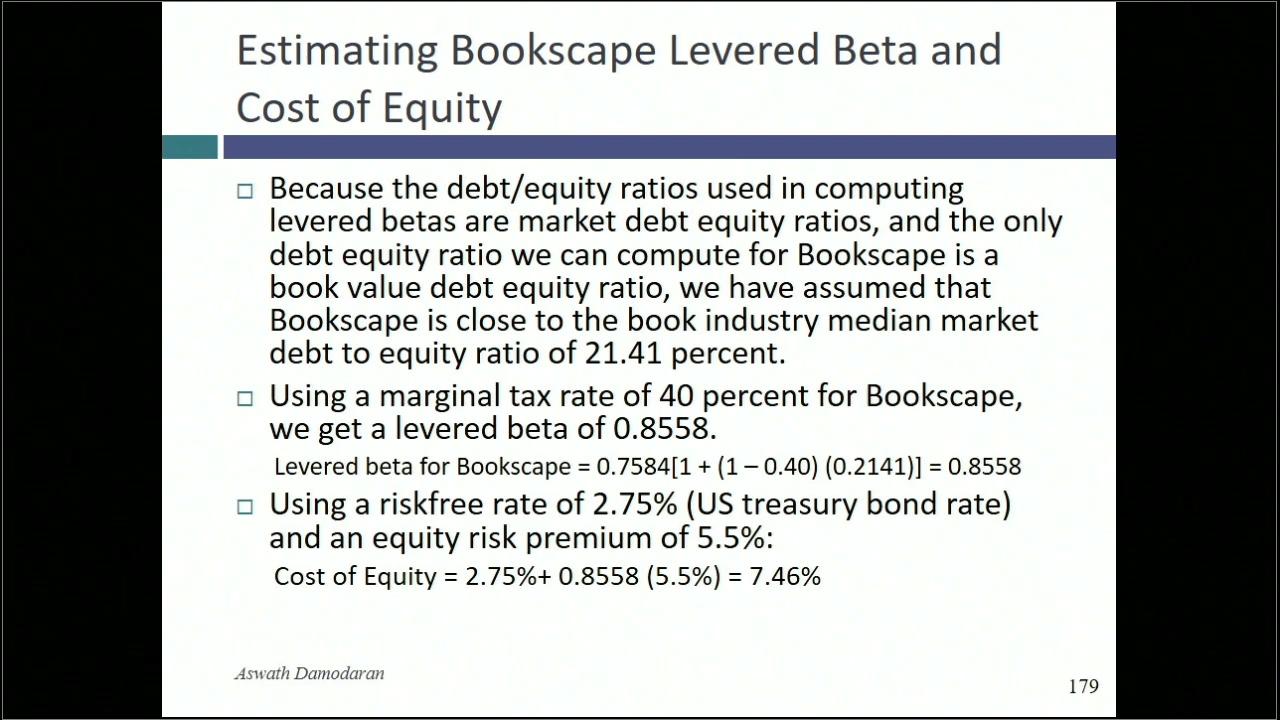 Estimating Bookscape Levered Beta and
Cost of Equity
Because the debt/equity ratios used in computing
levered betas are market debt equity ratios, and the only
debt equity ratio we can compute for Bookscape is a
book value debt equity ratio, we have assumed that
Bookscape is close to the book industry median market
debt to equity ratio of 21.41 percent.
Using a marginal tax rate of 40 percent for Bookscape,
we get a levered beta of 0.8558.
Levered beta for Bookscape = 0.7584[1 + (1 – 0.40) (0.2141)] = 0.8558
Using a riskfree rate of 2.75% (US treasury bond rate)
and an equity risk premium of 5.5%:
Cost of Equity = 2.75%+ 0.8558 (5.5%) = 7.46%
Aswath Damodaran
179